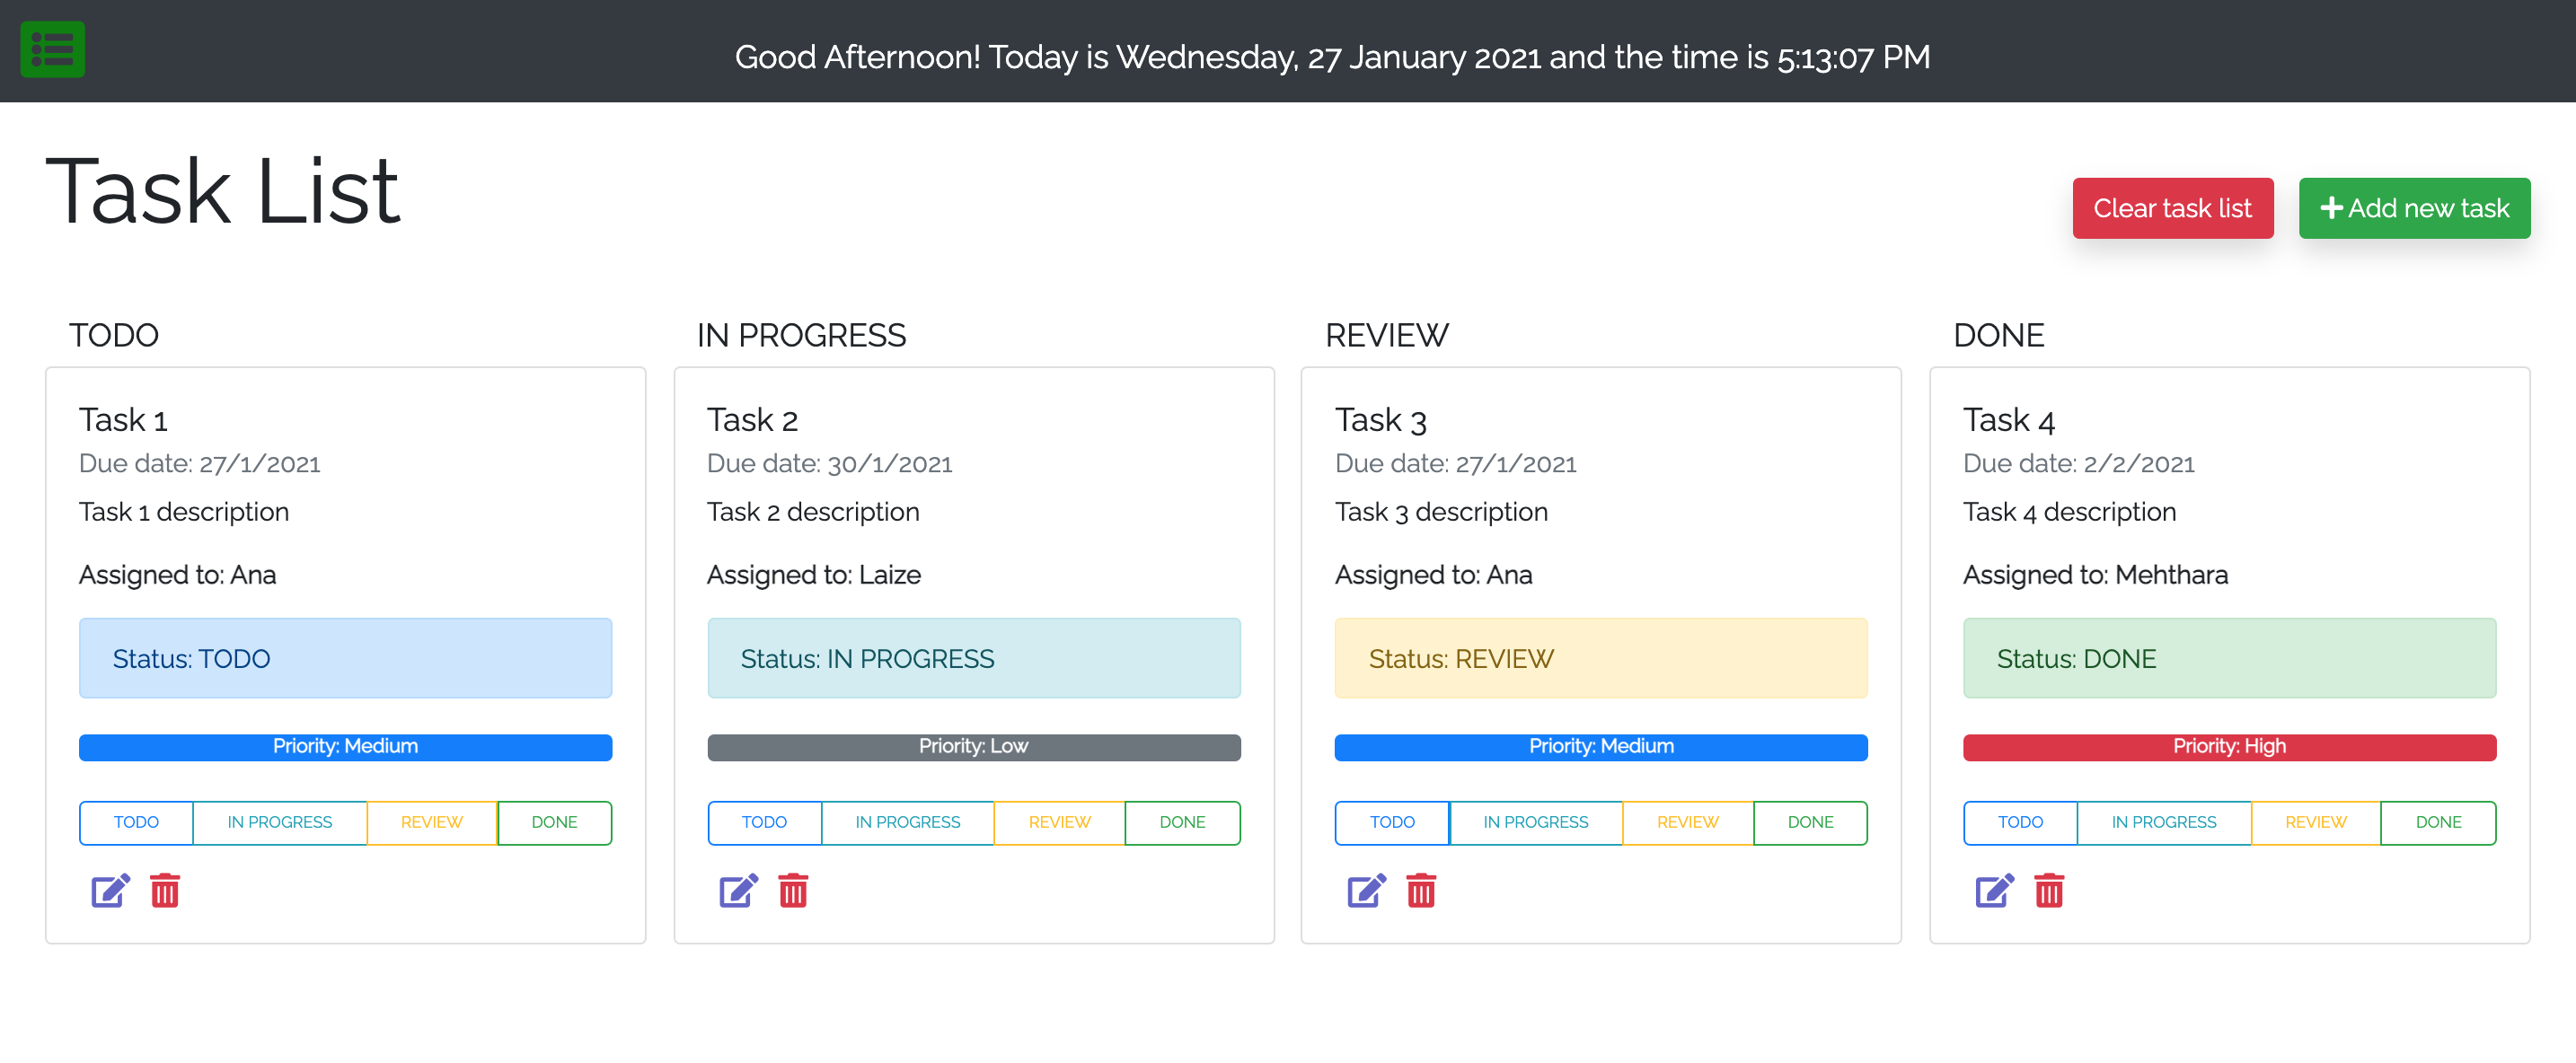 Good Afternoon! Today is Wednesday, 27 January 2021 and the time is 5:13:07 PM
Task List
Clear task list
Add new task
TODO
Task 1
Due date: 27/1/2021
Task 1 description
Assigned to: Ana
Status: TODO
Priority: Medium
TODO IN PROGRESS REVIEW DONE
IN PROGRESS
Task 2
Due date: 30/1/2021
Task 2 description
Assigned to: Laize
Status: IN PROGRESS
Priority: Low
TODO IN PROGRESS REVIEW DONE
REVIEW
Task 3
Due date: 27/1/2021
Task 3 description
Assigned to: Ana
Status: REVIEW
Priority: Medium
TODO IN PROGRESS REVIEW DONE
DONE
Task 4
Due date: 2/2/2021
Task 4 description
Assigned to: Mehthara
Status: DONE
Priority: High
TODO IN PROGRESS REVIEW DONE